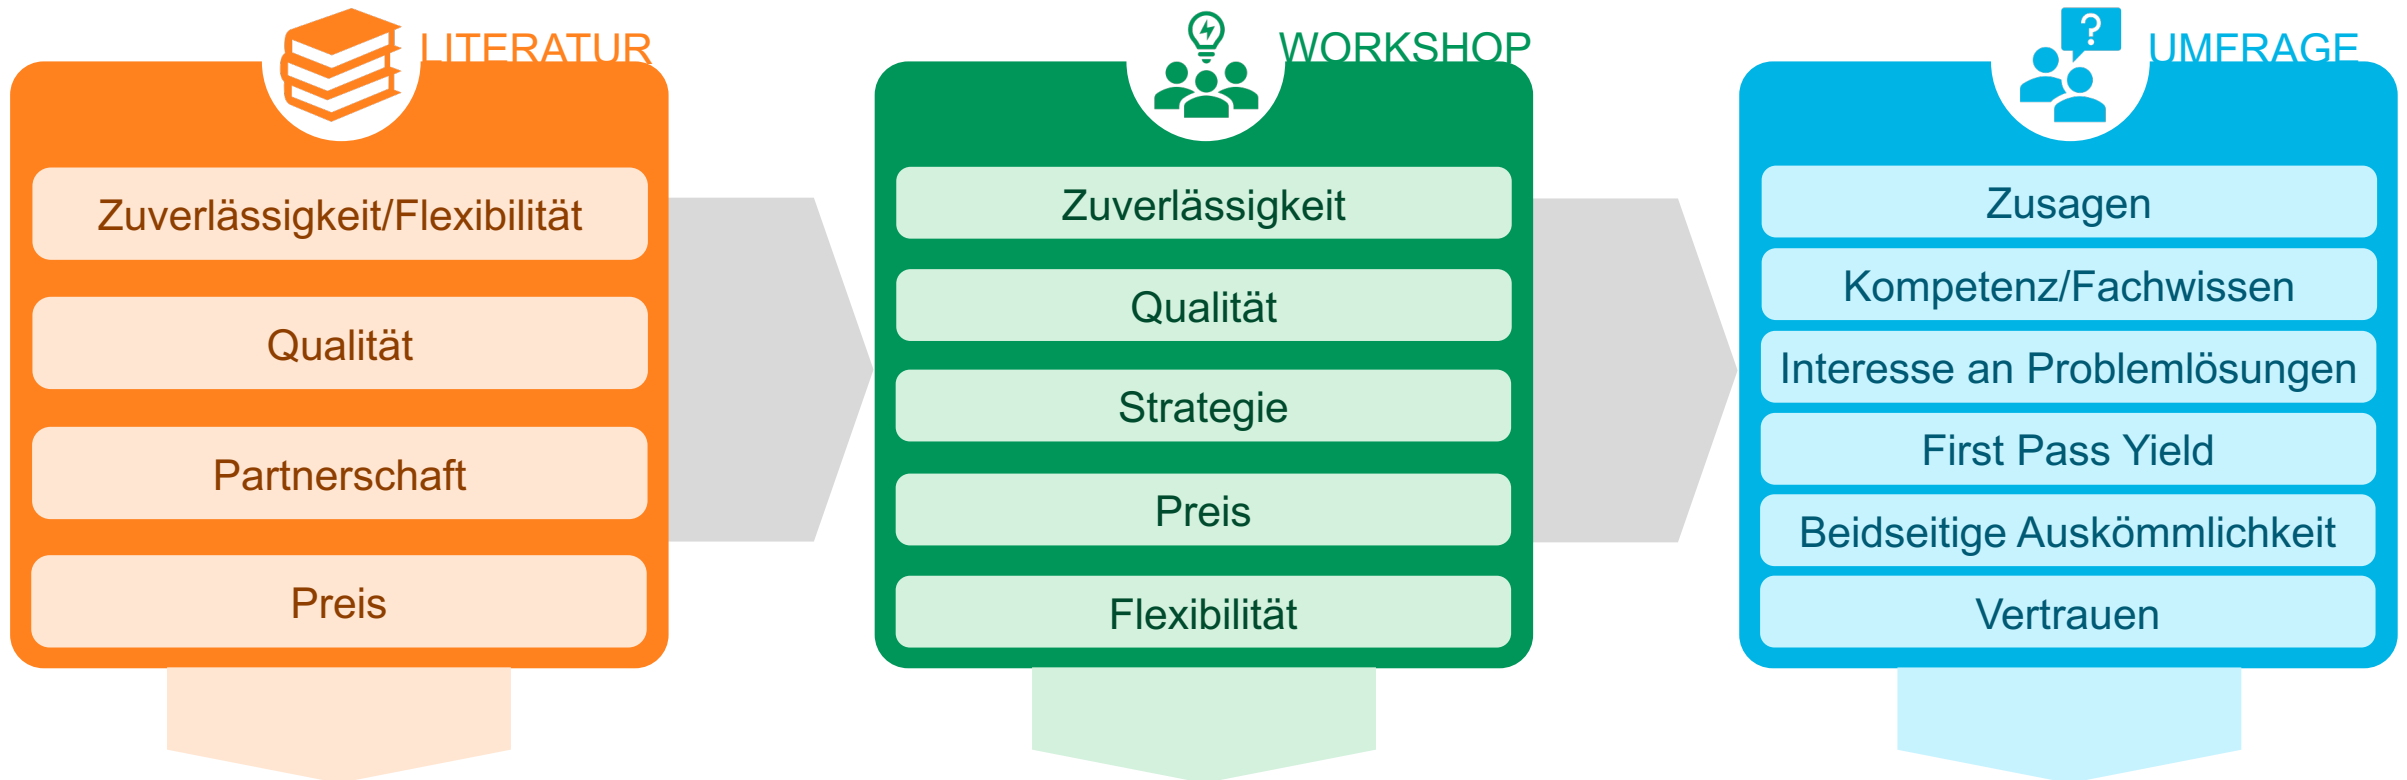 LITERATUR
Zuverlässigkeit/Flexibilität
Qualität
Partnerschaft
Preis
WORKSHOP
Zuverlässigkeit
Qualität
Strategie
Preis
Flexibilität
?
UMFRAGE
Zusagen
Kompetenz/Fachwissen
Interesse an Problemlösungen
First Pass Yield
Beidseitige Auskömmlichkeit
Vertrauen